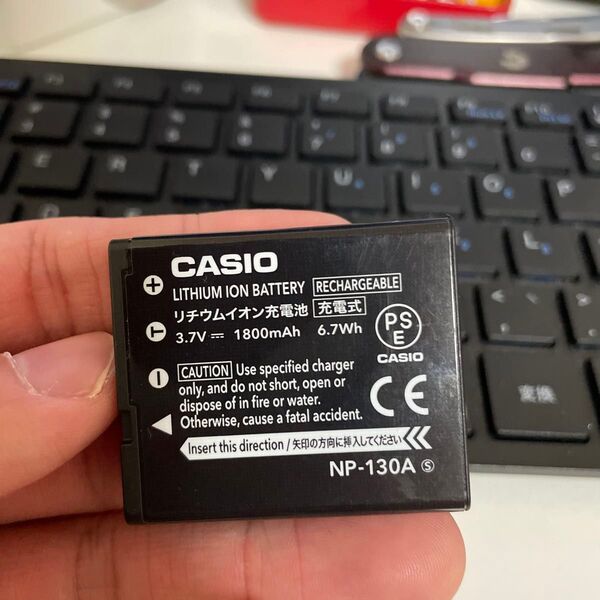 CASIO
LITHIUM ION BATTERY RECHARGEABLE
リチウムイオン充電池 充電式
3.7V ⎓ 1800mAh 6.7Wh
PS
E
CASIO
+
T
−
CAUTION Use specified charger
only, and do not short, open or
dispose of in fire or water.
Otherwise, cause a fatal accident.
CE
Insert this direction / 矢印の方向に挿入してください
NP-130A Ⓢ
E
R
U
I
O
変換